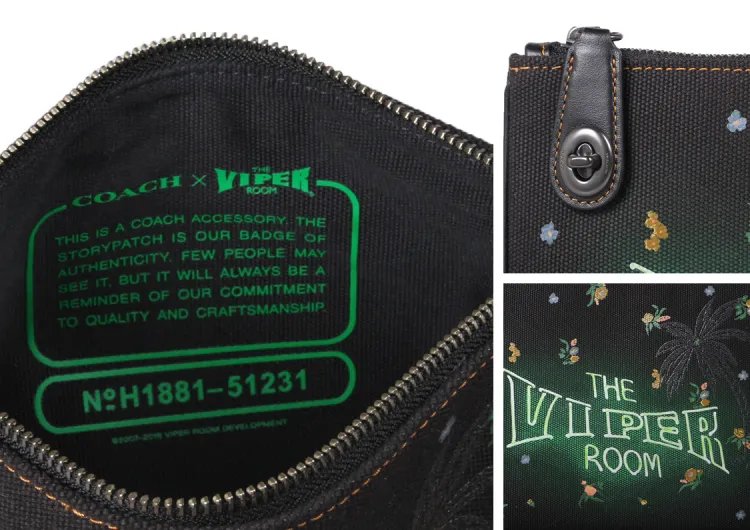 COACH × THE VIPER ROOM
THIS IS A COACH ACCESSORY. THE
STORYPATCH IS OUR BADGE OF
AUTHENTICITY. FEW PEOPLE MAY
SEE IT, BUT IT WILL ALWAYS BE A
REMINDER OF OUR COMMITMENT
TO QUALITY AND CRAFTSMANSHIP.
NºH1881-51231
©2003-2019 VIPER ROOM DEVELOPMENT
THE
VIPER
ROOM